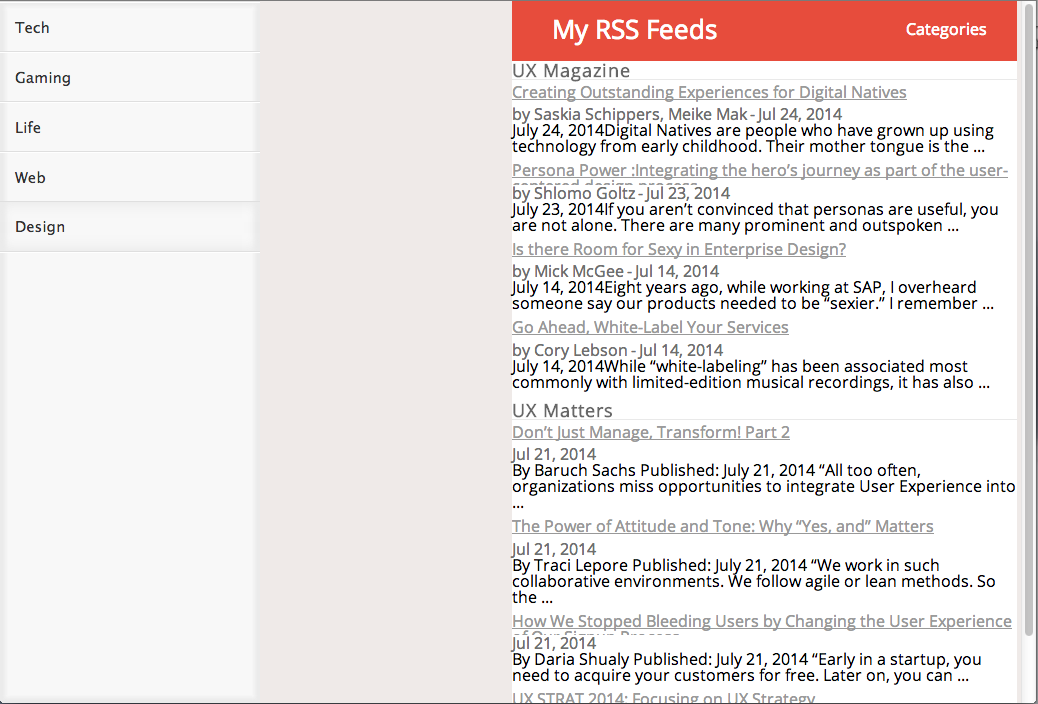 Tech
Gaming
Life
Web
Design
My RSS Feeds
Categories
UX Magazine
Creating Outstanding Experiences for Digital Natives
by Saskia Schippers, Meike Mak - Jul 24, 2014
July 24, 2014Digital Natives are people who have grown up using
technology from early childhood. Their mother tongue is the ...
Persona Power :Integrating the hero’s journey as part of the user-
centered design process
by Shlomo Goltz - Jul 23, 2014
July 23, 2014If you aren’t convinced that personas are useful, you
are not alone. There are many prominent and outspoken ...
Is there Room for Sexy in Enterprise Design?
by Mick McGee - Jul 14, 2014
July 14, 2014Eight years ago, while working at SAP, I overheard
someone say our products needed to be “sexier.” I remember ...
Go Ahead, White-Label Your Services
by Cory Lebson - Jul 14, 2014
July 14, 2014While “white-labeling” has been associated most
commonly with limited-edition musical recordings, it has also ...
UX Matters
Don’t Just Manage, Transform! Part 2
Jul 21, 2014
By Baruch Sachs Published: July 21, 2014 “All too often,
organizations miss opportunities to integrate User Experience into
...
The Power of Attitude and Tone: Why “Yes, and” Matters
Jul 21, 2014
By Traci Lepore Published: July 21, 2014 “We work in such
collaborative environments. We follow agile or lean methods. So
the ...
How We Stopped Bleeding Users by Changing the User Experience
of Our Signup Process
Jul 21, 2014
By Daria Shualy Published: July 21, 2014 “Early in a startup, you
need to acquire your customers for free. Later on, you can ...
UX STRAT 2014: Focusing on UX Strategy